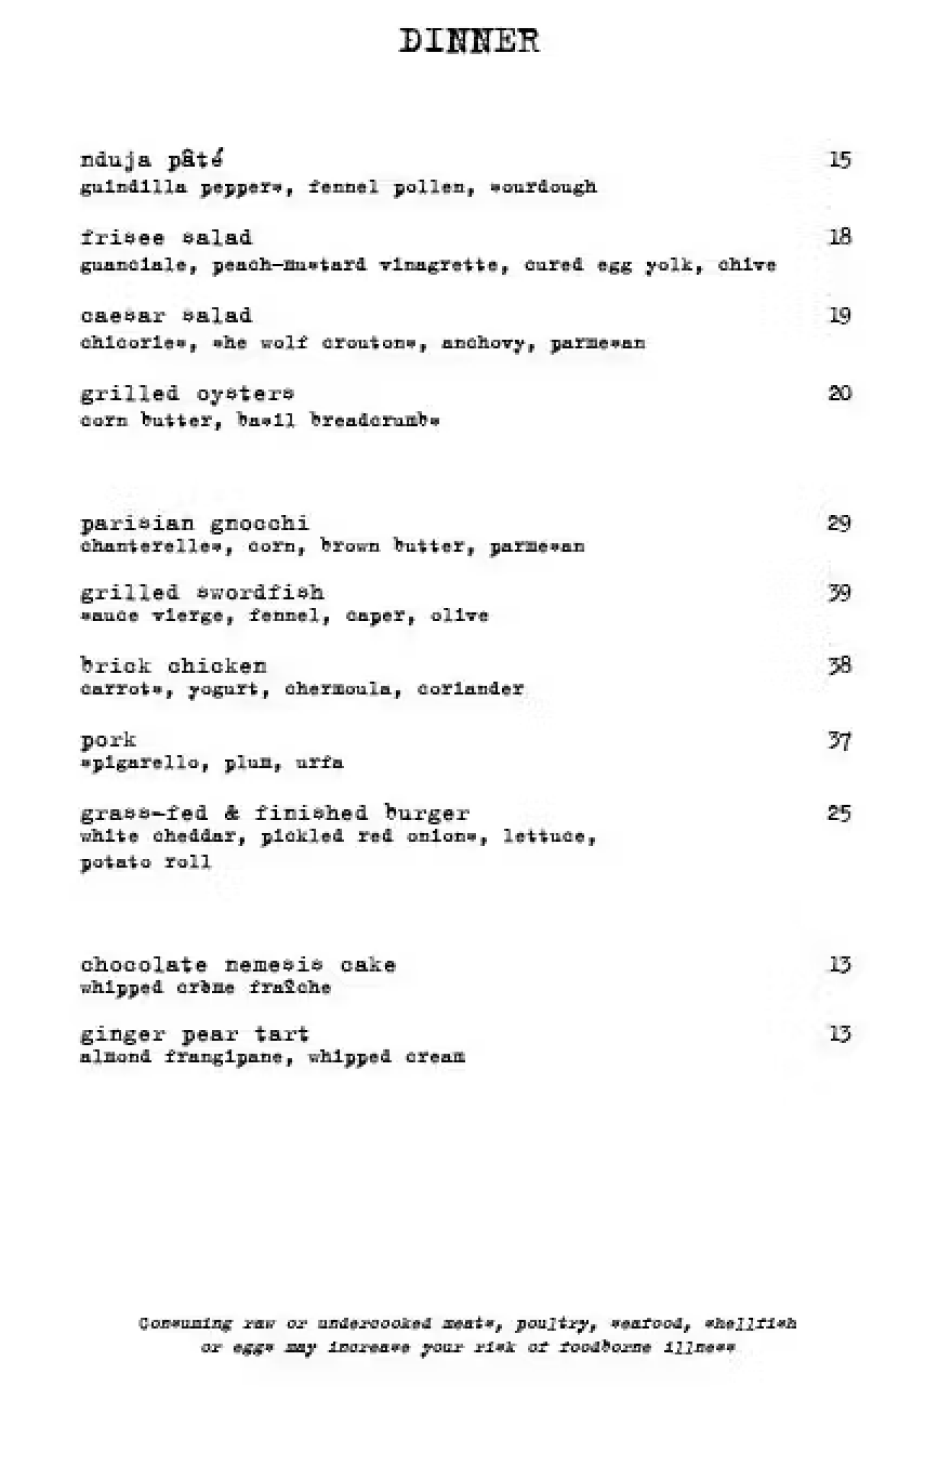 DINNER
nduja pâté 15
guindilla peppers, fennel pollen, sourdough
frisee salad 18
guanciale, peach-mustard vinagrette, cured egg yolk, chive
caesar salad 19
chicories, she wolf croutons, anchovy, parmesan
grilled oysters 20
corn butter, basil breadcrumbs
parisian gnocchi 29
chanterelles, corn, brown butter, parmesan
grilled swordfish 39
sauce vierge, fennel, caper, olive
brick chicken 38
carrots, yogurt, chermoula, coriander
pork 37
spigarello, plum, urfa
grass-fed & finished burger 25
white cheddar, pickled red onions, lettuce,
potato roll
chocolate nemesis cake 13
whipped crème fraîche
ginger pear tart 13
almond frangipane, whipped cream
Consuming raw or undercooked meats, poultry, seafood, shellfish
or eggs may increase your risk of foodborne illness